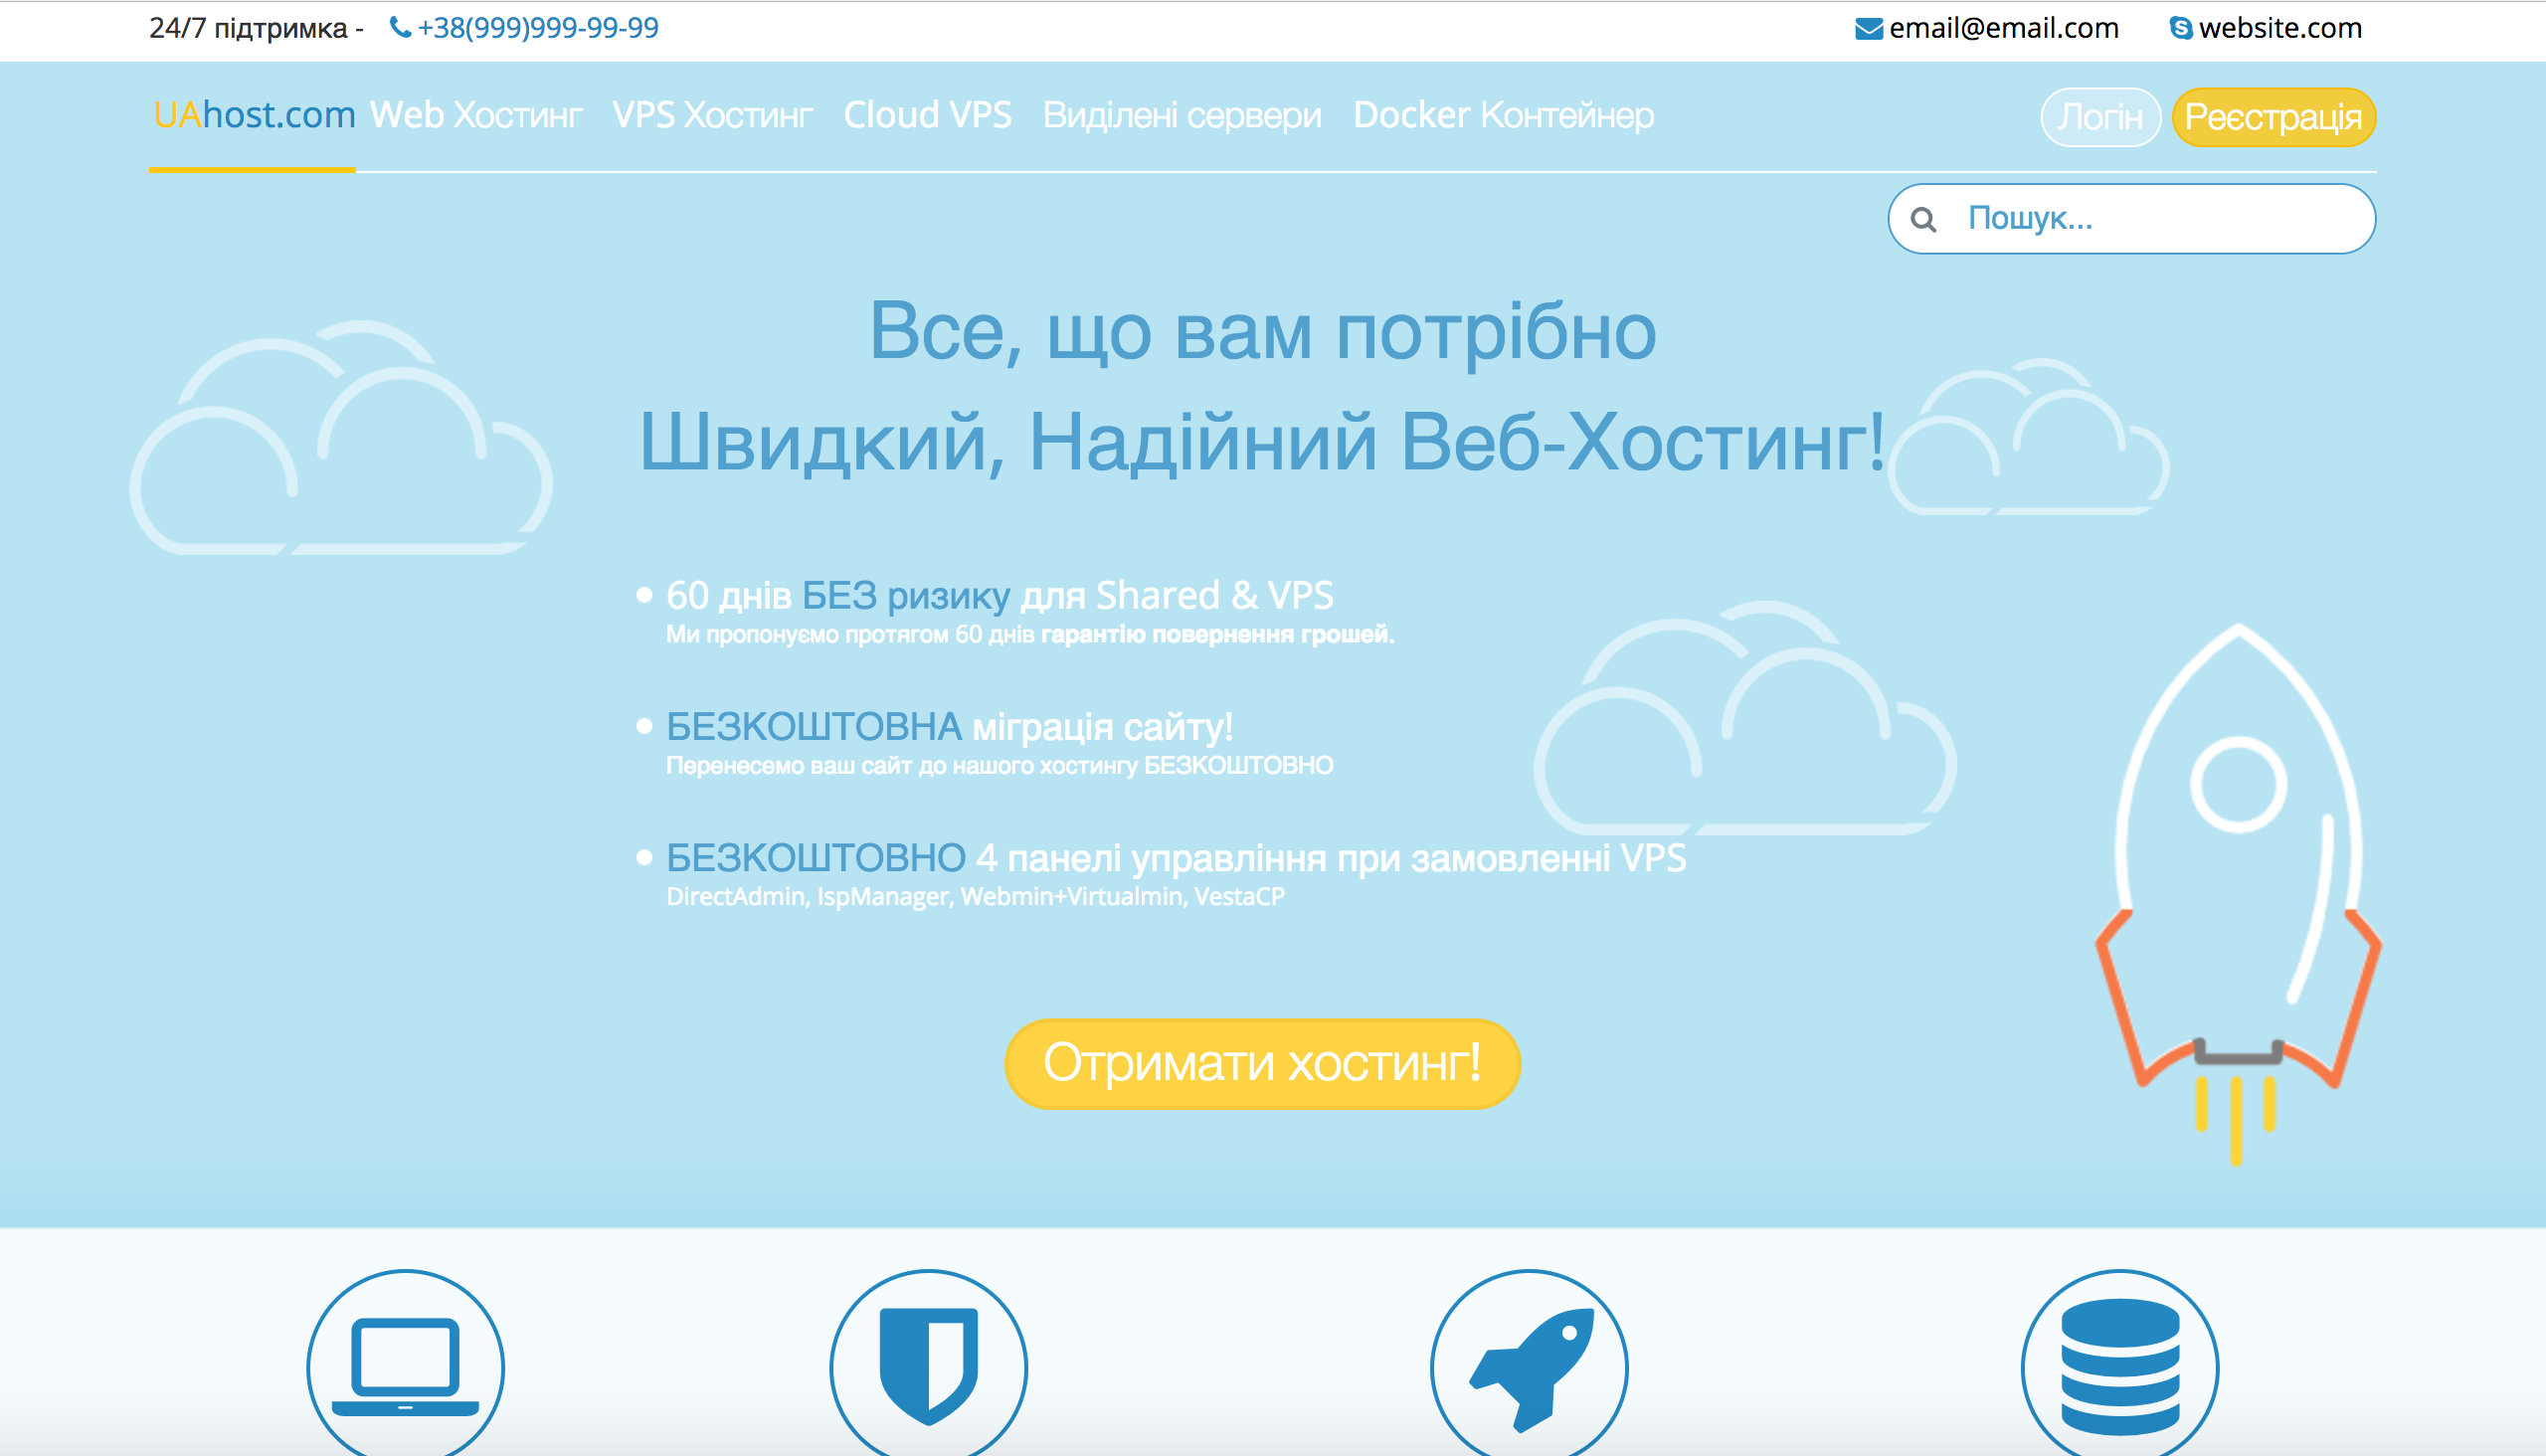 24/7 підтримка - +38(999)999-99-99 email@email.com website.com
UAhost.com Web Хостинг VPS Хостинг Cloud VPS Виділені сервери Docker Контейнер Логін Реєстрація
Пошук...
Все, що вам потрібно
Швидкий, Надійний Веб-Хостинг!
60 днів БЕЗ ризику для Shared & VPS
Ми пропонуємо протягом 60 днів гарантію повернення грошей.
БЕЗКОШТОВНА міграція сайту!
Перенесемо ваш сайт до нашого хостингу БЕЗКОШТОВНО
БЕЗКОШТОВНО 4 панелі управління при замовленні VPS
DirectAdmin, IspManager, Webmin+Virtualmin, VestaCP
Отримати хостинг!